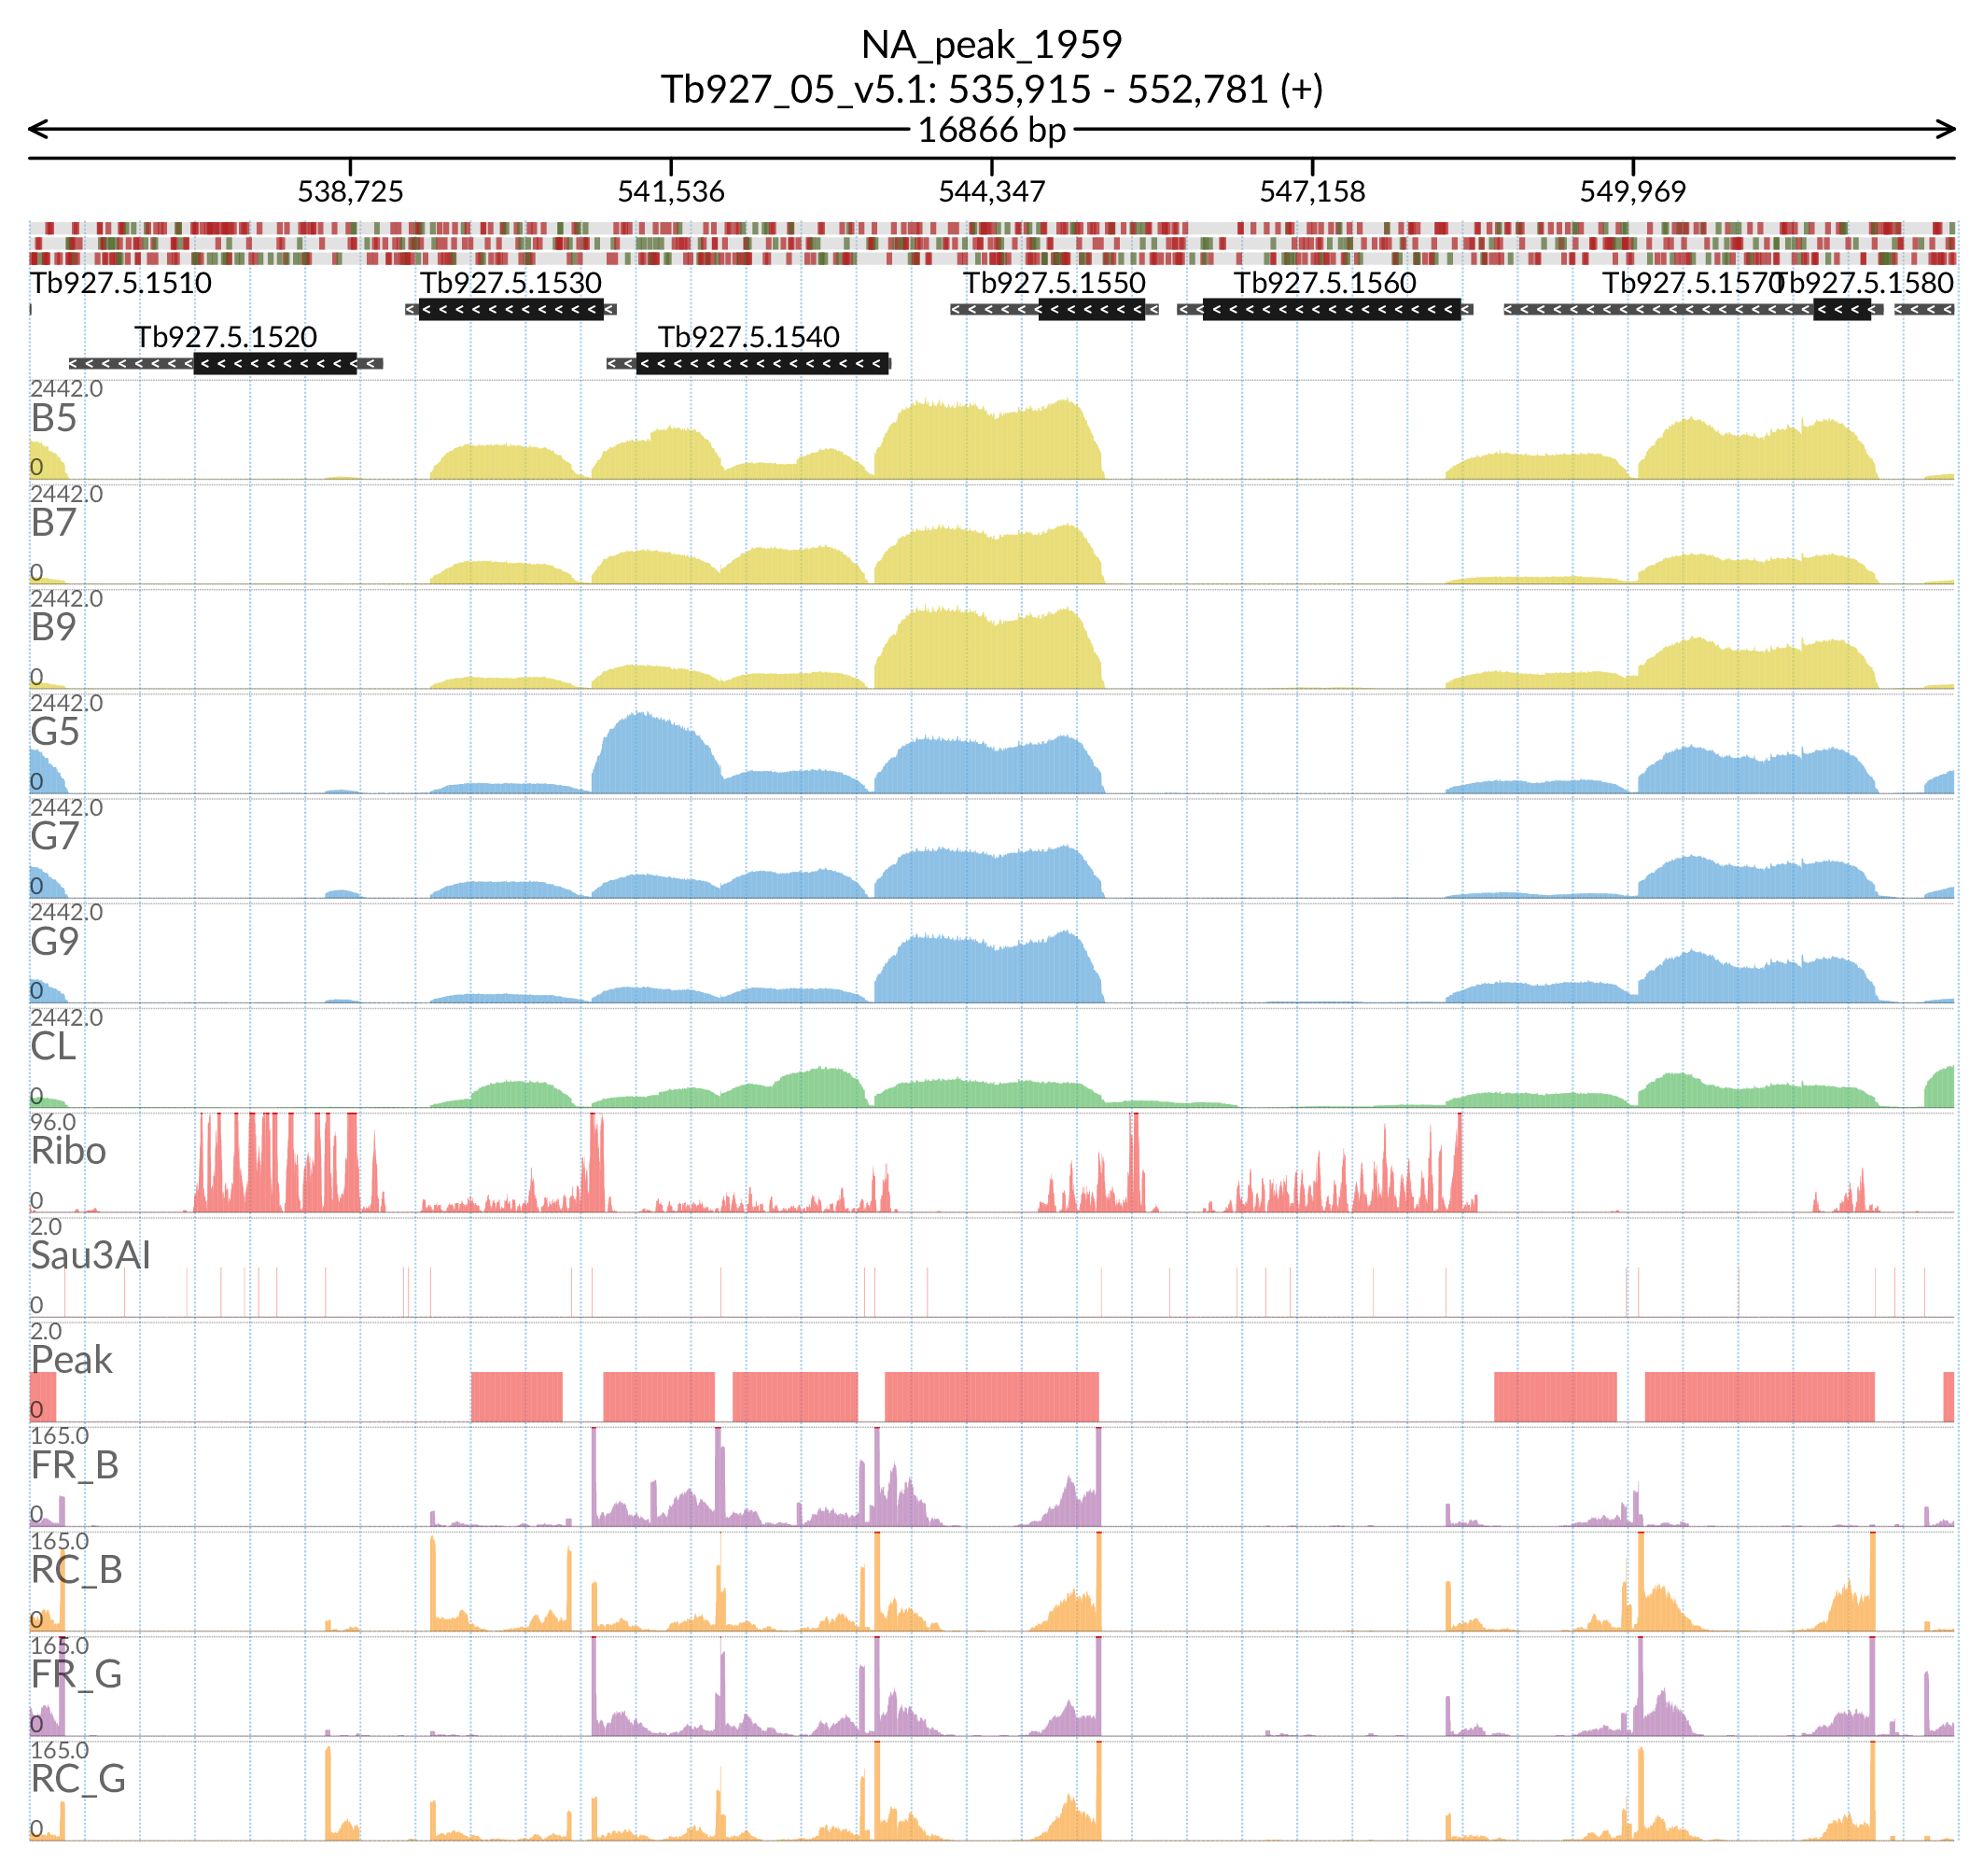 NA_peak_1959
Tb927_05_v5.1: 535,915 - 552,781 (+)
16866 bp
538,725 541,536 544,347 547,158 549,969
Tb927.5.1510 Tb927.5.1530 Tb927.5.1550 Tb927.5.1560 Tb927.5.1570 Tb927.5.1580
Tb927.5.1520 Tb927.5.1540
2442.0
B5
0
2442.0
B7
0
2442.0
B9
0
2442.0
G5
0
2442.0
G7
0
2442.0
G9
0
2442.0
CL
0
96.0
Ribo
0
2.0
Sau3AI
0
2.0
Peak
0
165.0
FR_B
0
165.0
RC_B
0
165.0
FR_G
0
165.0
RC_G
0